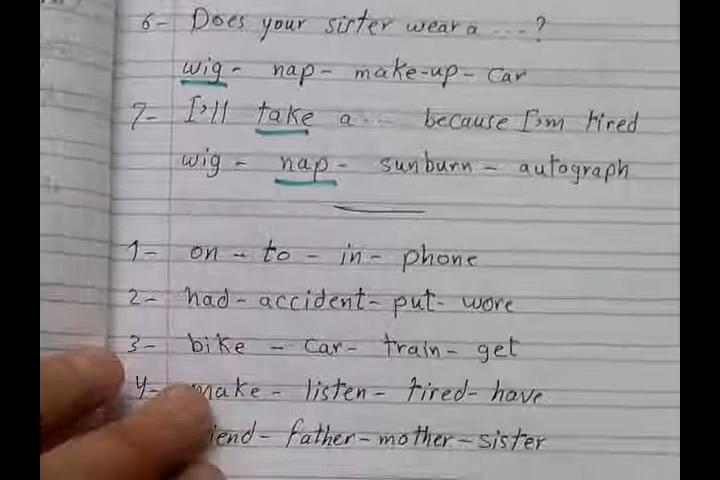 6- Does your sister wear a ....?
wig - nap - make-up - car
7- I'll take a ... because I'm tired
wig - nap - sunburn - autograph
1- on - to - in - phone
2- had - accident - put - wore
3- bike - car - train - get
4- make - listen - tired - have
father - mother - sister